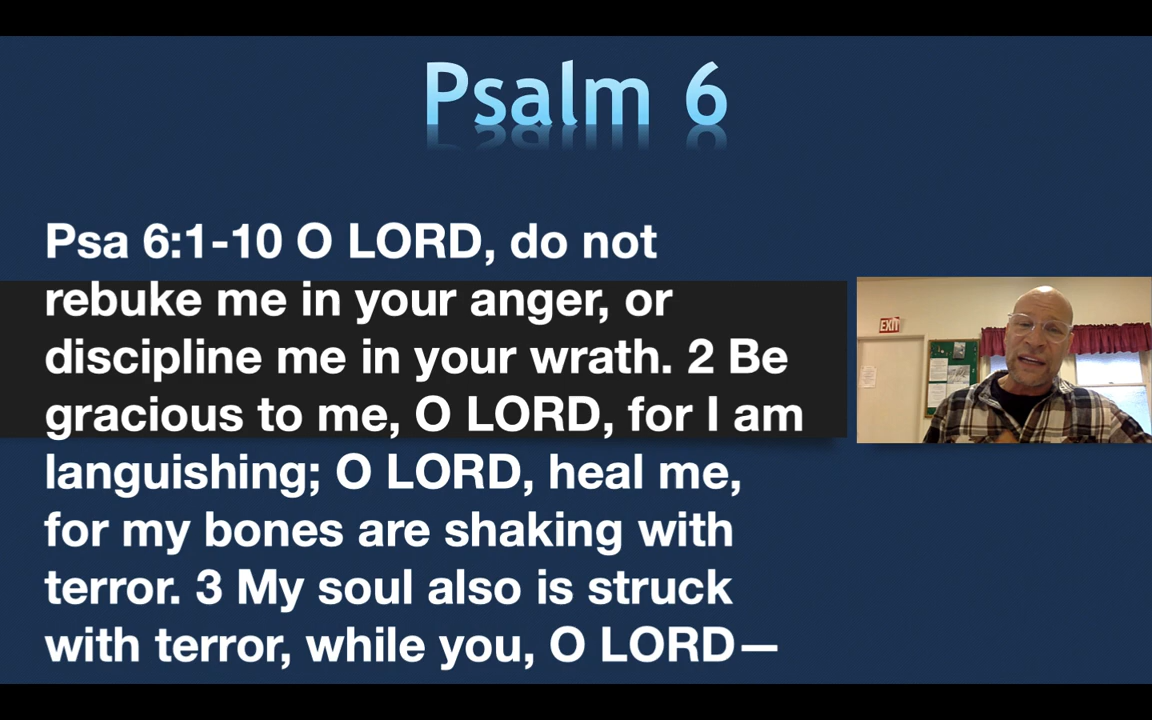 Psalm 6
Psa 6:1-10 O LORD, do not
rebuke me in your anger, or
discipline me in your wrath. 2 Be
gracious to me, O LORD, for I am
languishing; O LORD, heal me,
for my bones are shaking with
terror. 3 My soul also is struck
with terror, while you, O LORD—
EXIT